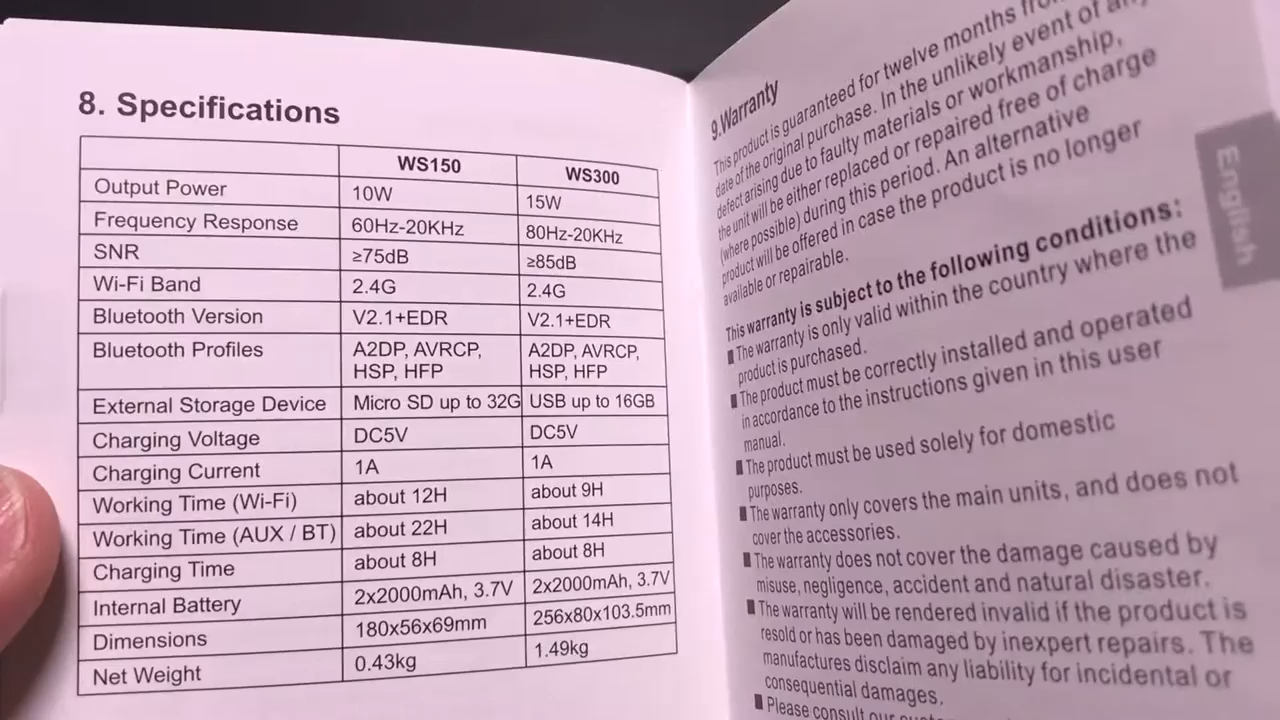 8. Specifications
WS150 WS300
Output Power 10W 15W
Frequency Response 60Hz-20KHz 80Hz-20KHz
SNR ≥75dB ≥85dB
Wi-Fi Band 2.4G 2.4G
Bluetooth Version V2.1+EDR V2.1+EDR
Bluetooth Profiles A2DP, AVRCP, A2DP, AVRCP,
HSP, HFP HSP, HFP
External Storage Device Micro SD up to 32G USB up to 16GB
Charging Voltage DC5V DC5V
Charging Current 1A 1A
Working Time (Wi-Fi) about 12H about 9H
Working Time (AUX / BT) about 22H about 14H
Charging Time about 8H about 8H
Internal Battery 2x2000mAh, 3.7V 2x2000mAh, 3.7V
Dimensions 180x56x69mm 256x80x103.5mm
Net Weight 0.43kg 1.49kg
9.Warranty
This product is guaranteed for twelve months from
date of the original purchase. In the unlikely event of any
defect arising due to faulty materials or workmanship,
the unit will be either replaced or repaired free of charge
(where possible) during this period. An alternative
product will be offered in case the product is no longer
available or repairable.
This warranty is subject to the following conditions:
■ The warranty is only valid within the country where the
product is purchased.
■ The product must be correctly installed and operated
in accordance to the instructions given in this user
manual.
■ The product must be used solely for domestic
purposes.
■ The warranty only covers the main units, and does not
cover the accessories.
■ The warranty does not cover the damage caused by
misuse, negligence, accident and natural disaster.
■ The warranty will be rendered invalid if the product is
resold or has been damaged by inexpert repairs. The
manufactures disclaim any liability for incidental or
consequential damages.
■ Please consult our
English